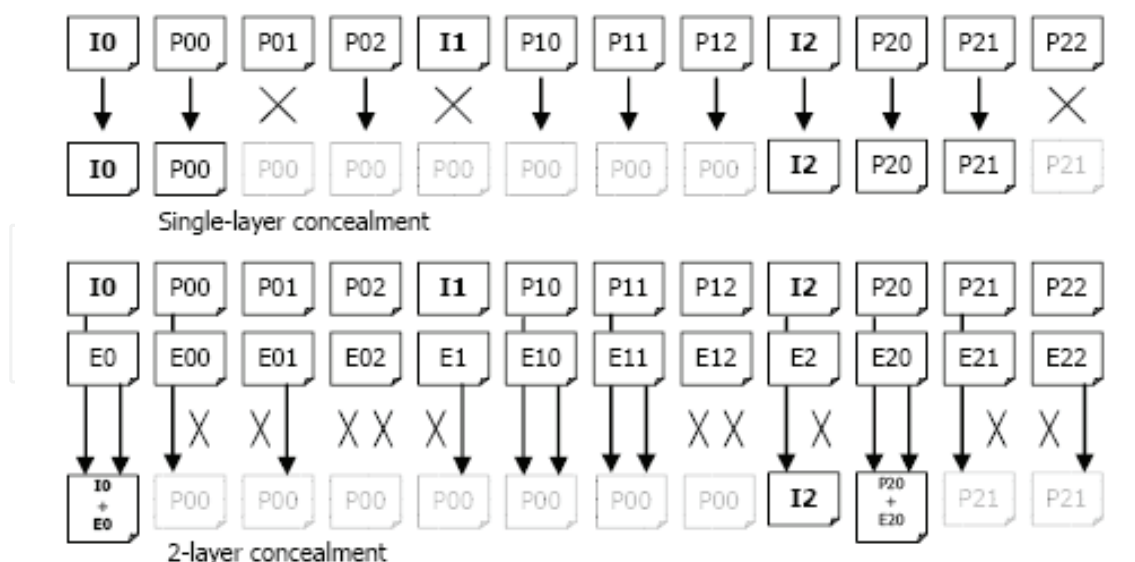 I0 P00 P01 P02 I1 P10 P11 P12 I2 P20 P21 P22
I0 P00 P00 P00 P00 P00 P00 P00 I2 P20 P21 P21
Single-layer concealment
I0 P00 P01 P02 I1 P10 P11 P12 I2 P20 P21 P22
E0 E00 E01 E02 E1 E10 E11 E12 E2 E20 E21 E22
I0 + E0 P00 P00 P00 P00 P00 P00 P00 I2 P20 + E20 P21 P21
2-layer concealment